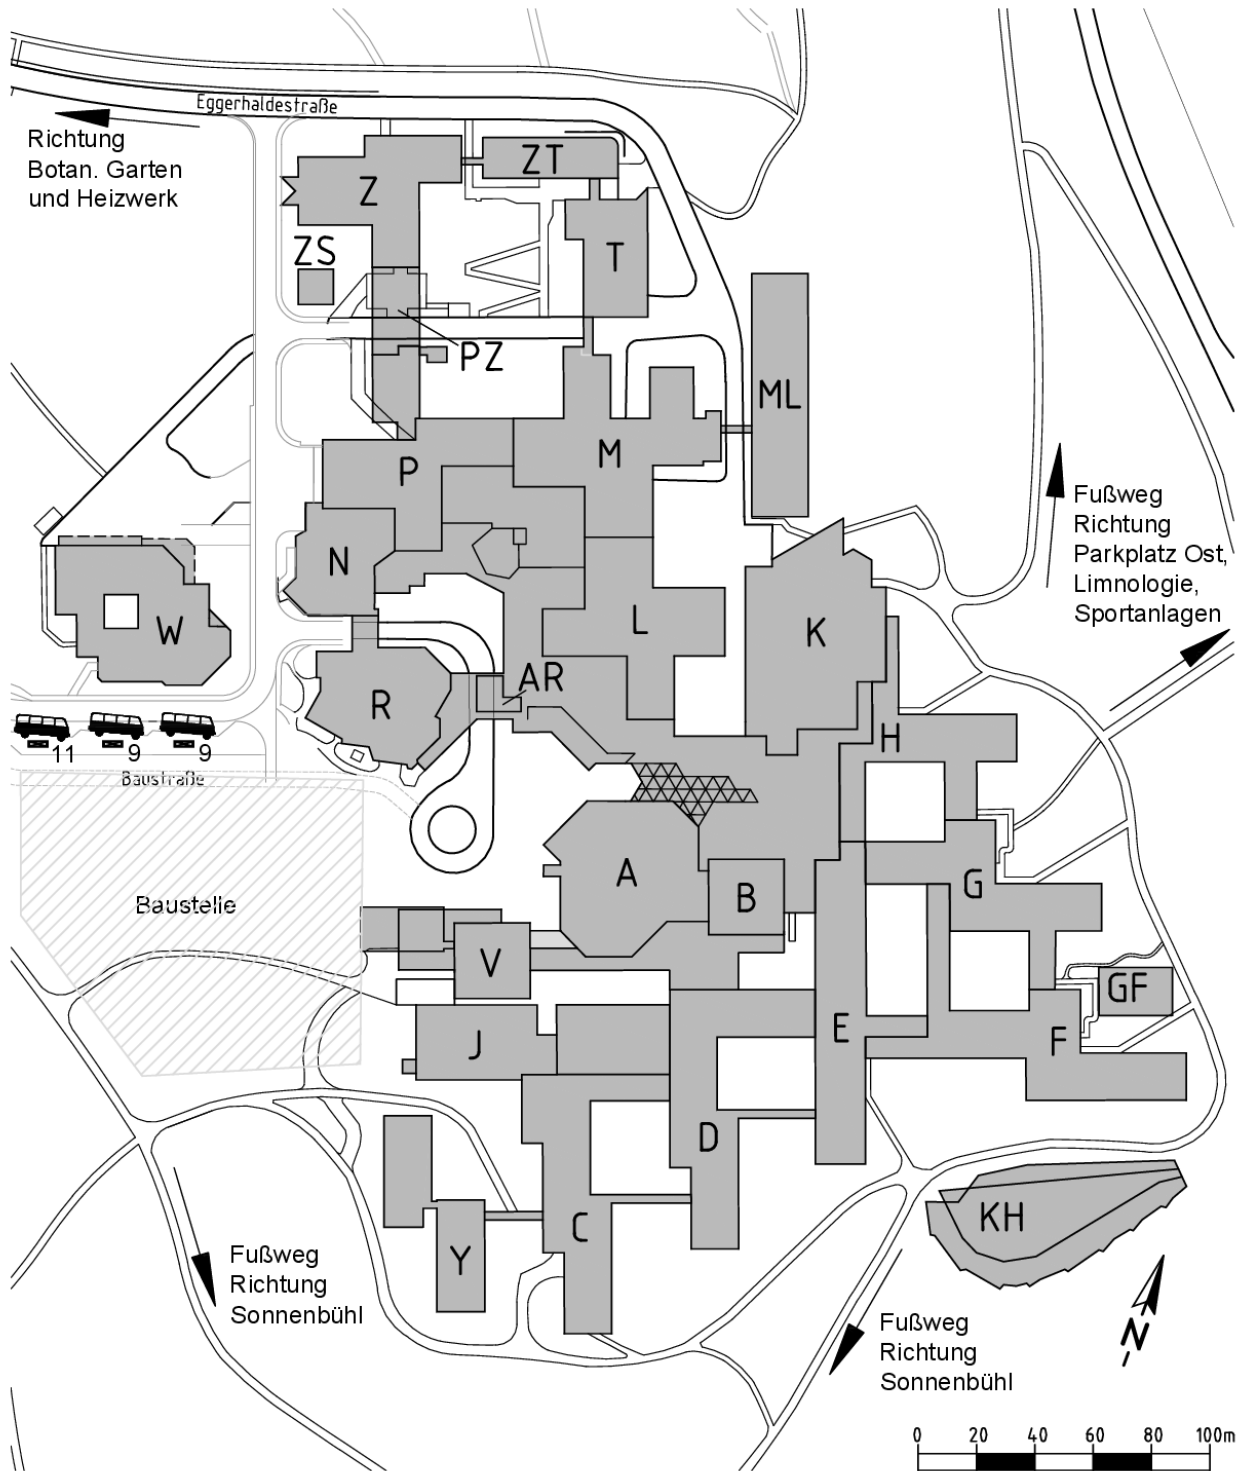 Eggerhaldestraße
Richtung
Botan. Garten
und Heizwerk
ZT
Z
ZS
T
PZ
ML
M
P
Fußweg
Richtung
Parkplatz Ost,
Limnologie,
Sportanlagen
N
W
L
K
AR
R
H
11
9
9
Baustraße
A
G
B
Baustelle
V
GF
J
E
F
D
KH
C
Y
Fußweg
Richtung
Sonnenbühl
Fußweg
Richtung
Sonnenbühl
N
0 20 40 60 80 100m